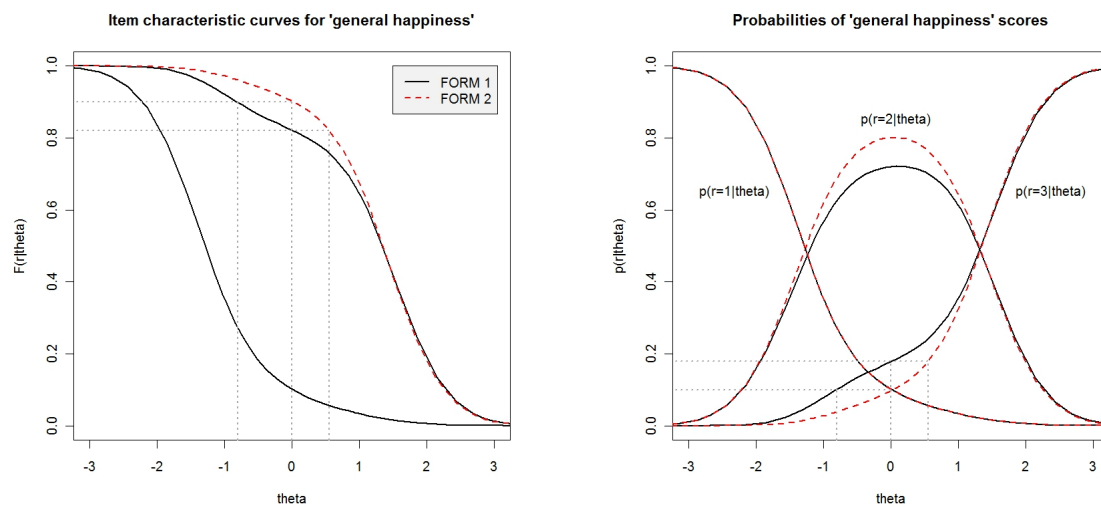 Item characteristic curves for 'general happiness'
F(r|theta)
1.0
0.8
0.6
0.4
0.2
0.0
FORM 1
FORM 2
-3 -2 -1 0 1 2 3
theta
Probabilities of 'general happiness' scores
p(r|theta)
1.0
0.8
0.6
0.4
0.2
0.0
p(r=2|theta)
p(r=1|theta)
p(r=3|theta)
-3 -2 -1 0 1 2 3
theta